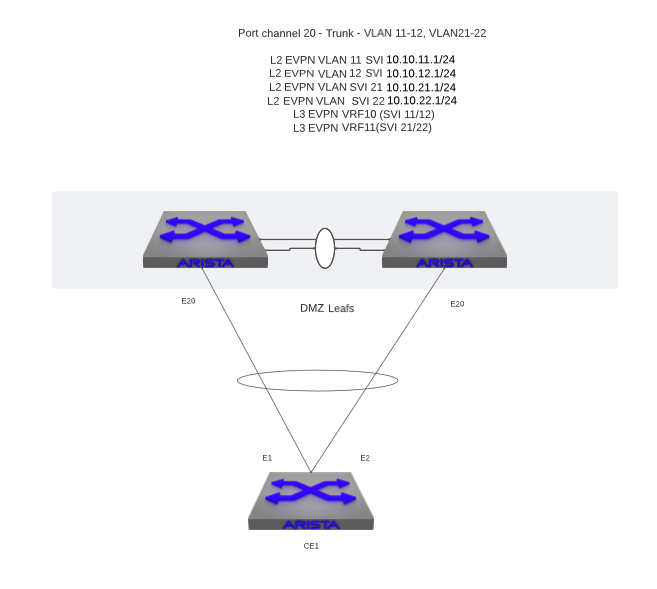 Port channel 20 - Trunk - VLAN 11-12, VLAN21-22
L2 EVPN VLAN 11 SVI 10.10.11.1/24
L2 EVPN VLAN 12 SVI 10.10.12.1/24
L2 EVPN VLAN SVI 21 10.10.21.1/24
L2 EVPN VLAN SVI 22 10.10.22.1/24
L3 EVPN VRF10 (SVI 11/12)
L3 EVPN VRF11(SVI 21/22)
ARISTA
ARISTA
E20
E20
DMZ Leafs
E1
E2
ARISTA
CE1